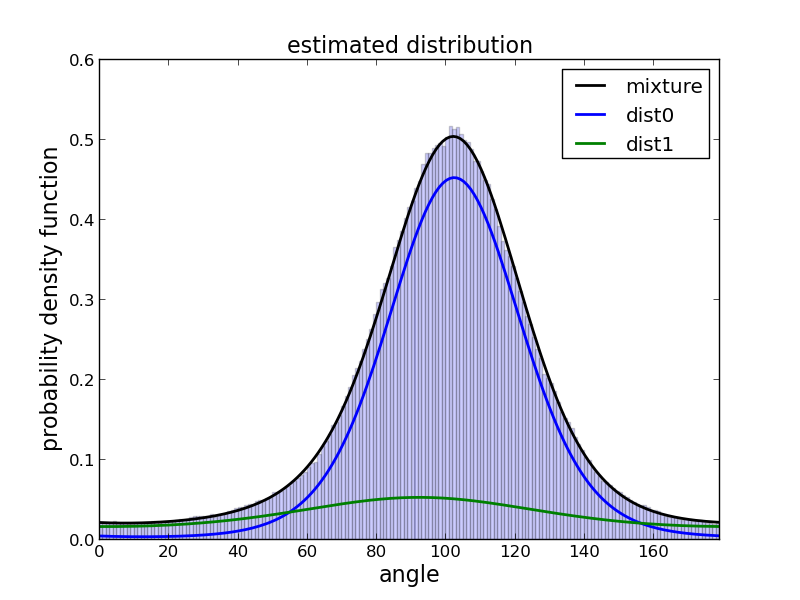 estimated distribution
0.6
0.5
0.4
0.3
0.2
0.1
0.0
probability density function
mixture
dist0
dist1
0 20 40 60 80 100 120 140 160
angle